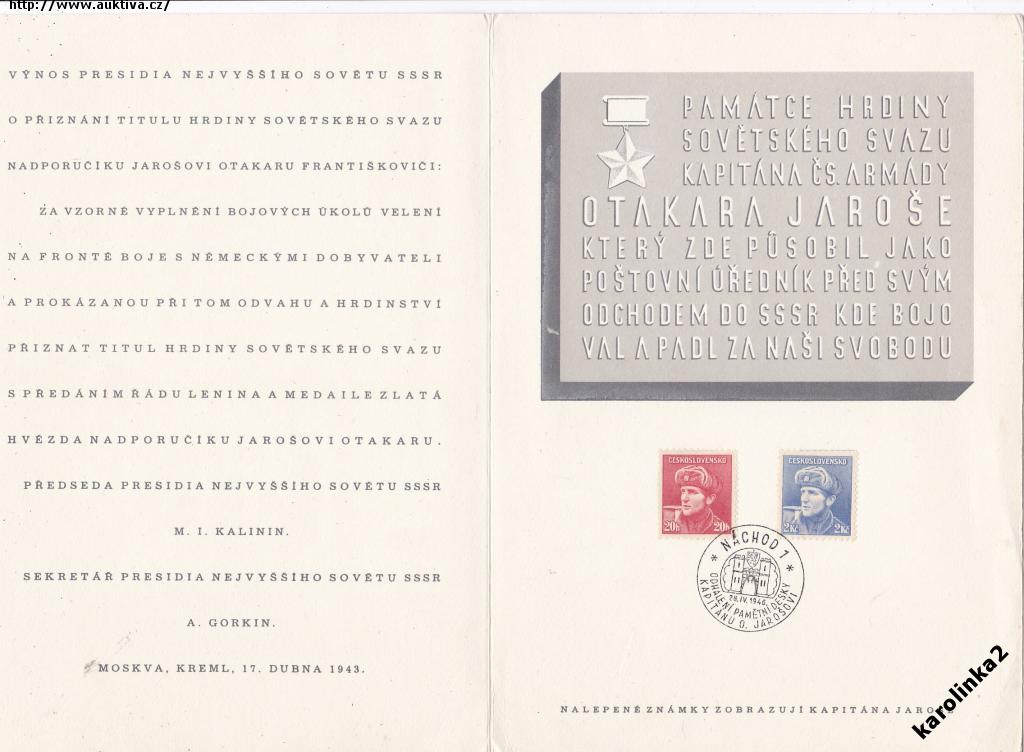 http://www.auktiva.cz/
VÝNOS PRESIDIA NEJVYŠŠÍHO SOVĚTU SSSR
O PŘIZNÁNÍ TITULU HRDINY SOVĚTSKÉHO SVAZU
NADPORUČÍKU JAROŠOVI OTAKARU FRANTIŠKOVIČI:
ZA VZORNÉ VYPLNĚNÍ BOJOVÝCH ÚKOLŮ VELENÍ
NA FRONTĚ BOJE S NĚMECKÝMI DOBYVATELI
A PROKÁZANOU PŘI TOM ODVAHU A HRDINSTVÍ
PŘIZNAT TITUL HRDINY SOVĚTSKÉHO SVAZU
S PŘEDÁNÍM ŘÁDU LENINA A MEDAILE ZLATÁ
HVĚZDA NADPORUČÍKU JAROŠOVI OTAKARU.
PŘEDSEDA PRESIDIA NEJVYŠŠÍHO SOVĚTU SSSR
M. I. KALININ.
SEKRETÁŘ PRESIDIA NEJVYŠŠÍHO SOVĚTU SSSR
A. GORKIN.
MOSKVA, KREML, 17. DUBNA 1943.
PAMÁTCE HRDINY
SOVĚTSKÉHO SVAZU
KAPITÁNA ČS. ARMÁDY
OTAKARA JAROŠE
KTERÝ ZDE PŮSOBIL JAKO
POŠTOVNÍ ÚŘEDNÍK PŘED SVÝM
ODCHODEM DO SSSR KDE BOJO
VAL A PADL ZA NAŠI SVOBODU
ČESKOSLOVENSKO
20h 20h
ČESKOSLOVENSKO
2Kč 2Kč
* NÁCHOD 1 *
28.IV.1946
ODHALENÍ PAMĚTNÍ DESKY
KAPITÁNU O. JAROŠOVI
NALEPENÉ ZNÁMKY ZOBRAZUJÍ KAPITÁNA
karolinka2